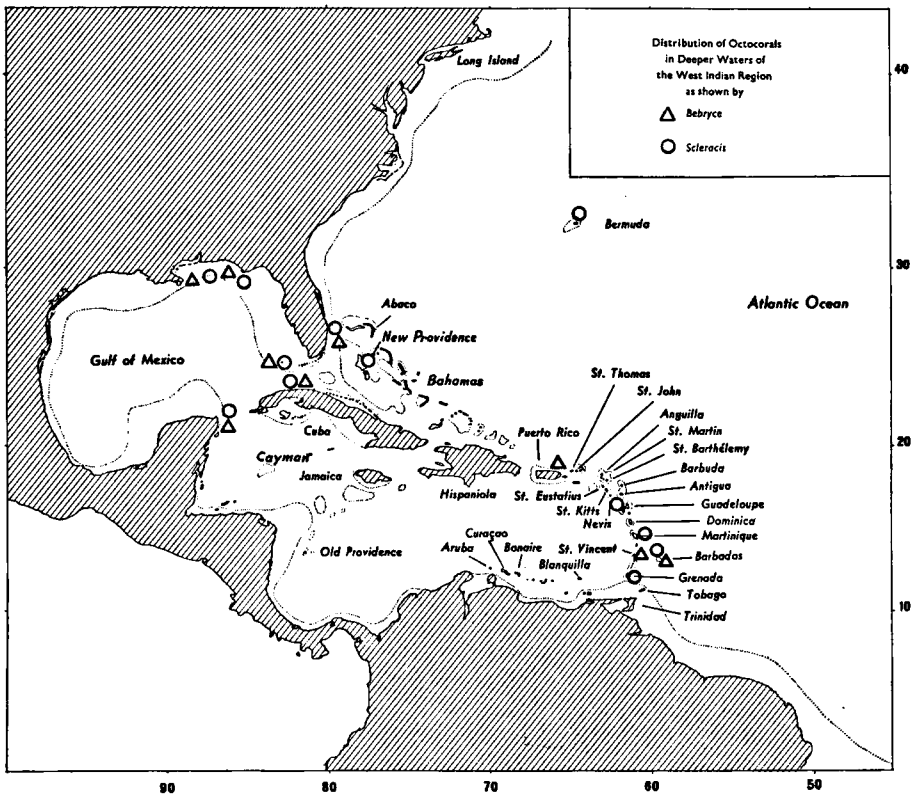 Distribution of Octocorals
in Deeper Waters of
the West Indian Region
as shown by
Bebryce
Scleracis
Long Island
40
Bermuda
30
Abaco
Atlantic Ocean
New Providence
Gulf of Mexico
Bahamas
St. Thomas
St. John
Anguilla
20
St. Martin
Puerto Rico
Cuba
St. Barthélemy
Cayman
Barbuda
Jamaica
Antigua
Hispaniola
St. Eustatius
Guadeloupe
St. Kitts
Nevis
Dominica
Martinique
Curaçao
Old Providence
Aruba
Bonaire
St. Vincent
Barbados
Blanquilla
Grenada
Tobago
10
Trinidad
90
80
70
60
50